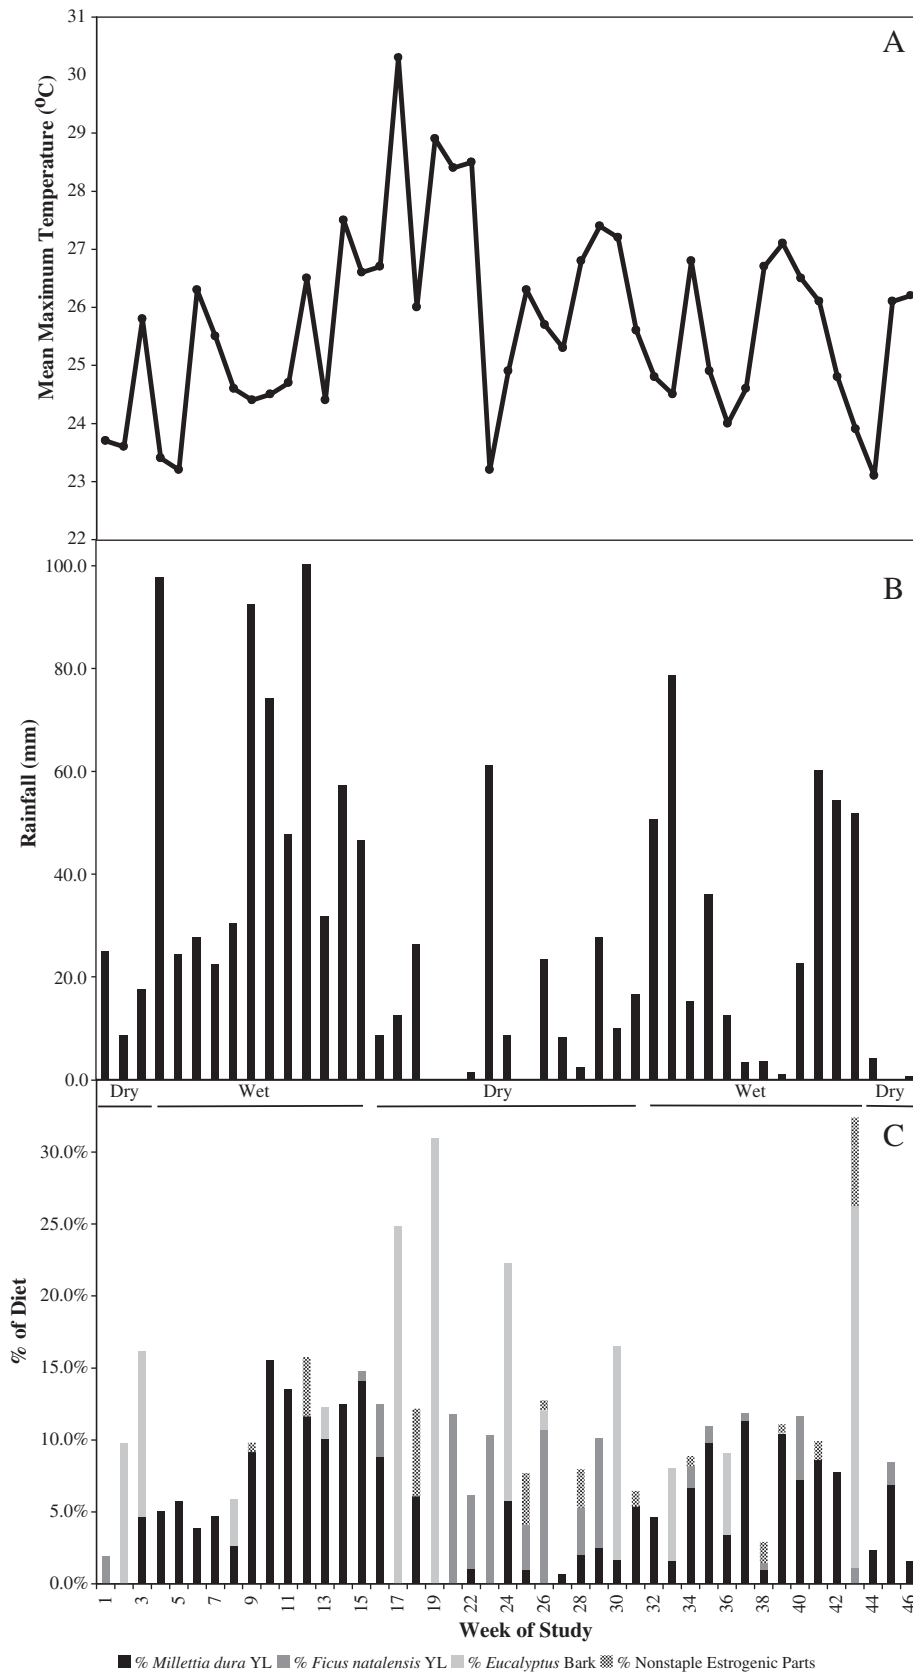 31
A
30
29
28
27
26
25
24
23
22
Mean Maximum Temperature (ºC)
100.0
B
80.0
60.0
40.0
20.0
0.0
Rainfall (mm)
Dry Wet Dry Wet Dry
C
30.0%
25.0%
20.0%
15.0%
10.0%
5.0%
0.0%
% of Diet
1 3 5 7 9 11 13 15 17 19 22 24 26 28 30 32 34 36 38 40 42 44 46
Week of Study
% Millettia dura YL % Ficus natalensis YL % Eucalyptus Bark % Nonstaple Estrogenic Parts